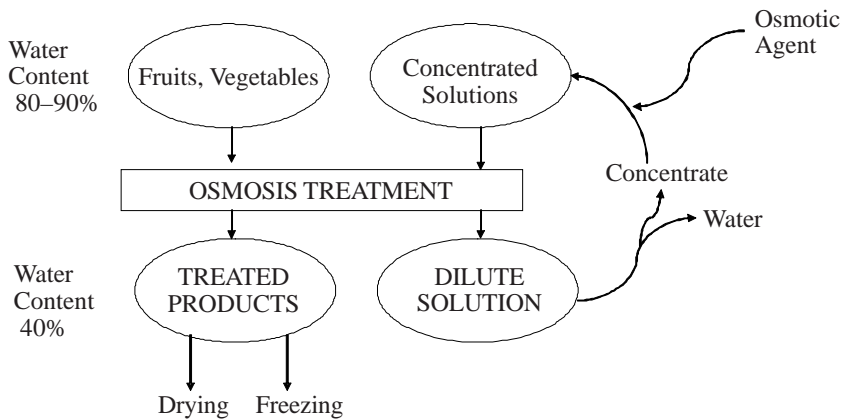 Water
Content
80–90%
Fruits, Vegetables
Concentrated
Solutions
Osmotic
Agent
OSMOSIS TREATMENT
Concentrate
Water
Water
Content
40%
TREATED
PRODUCTS
DILUTE
SOLUTION
Drying
Freezing